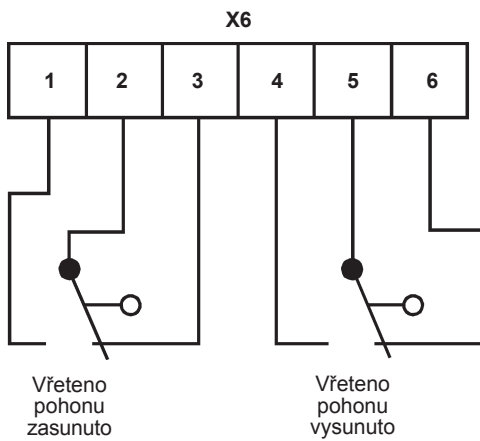 X6
1 2 3 4 5 6
Vřeteno
pohonu
zasunuto
Vřeteno
pohonu
vysunuto